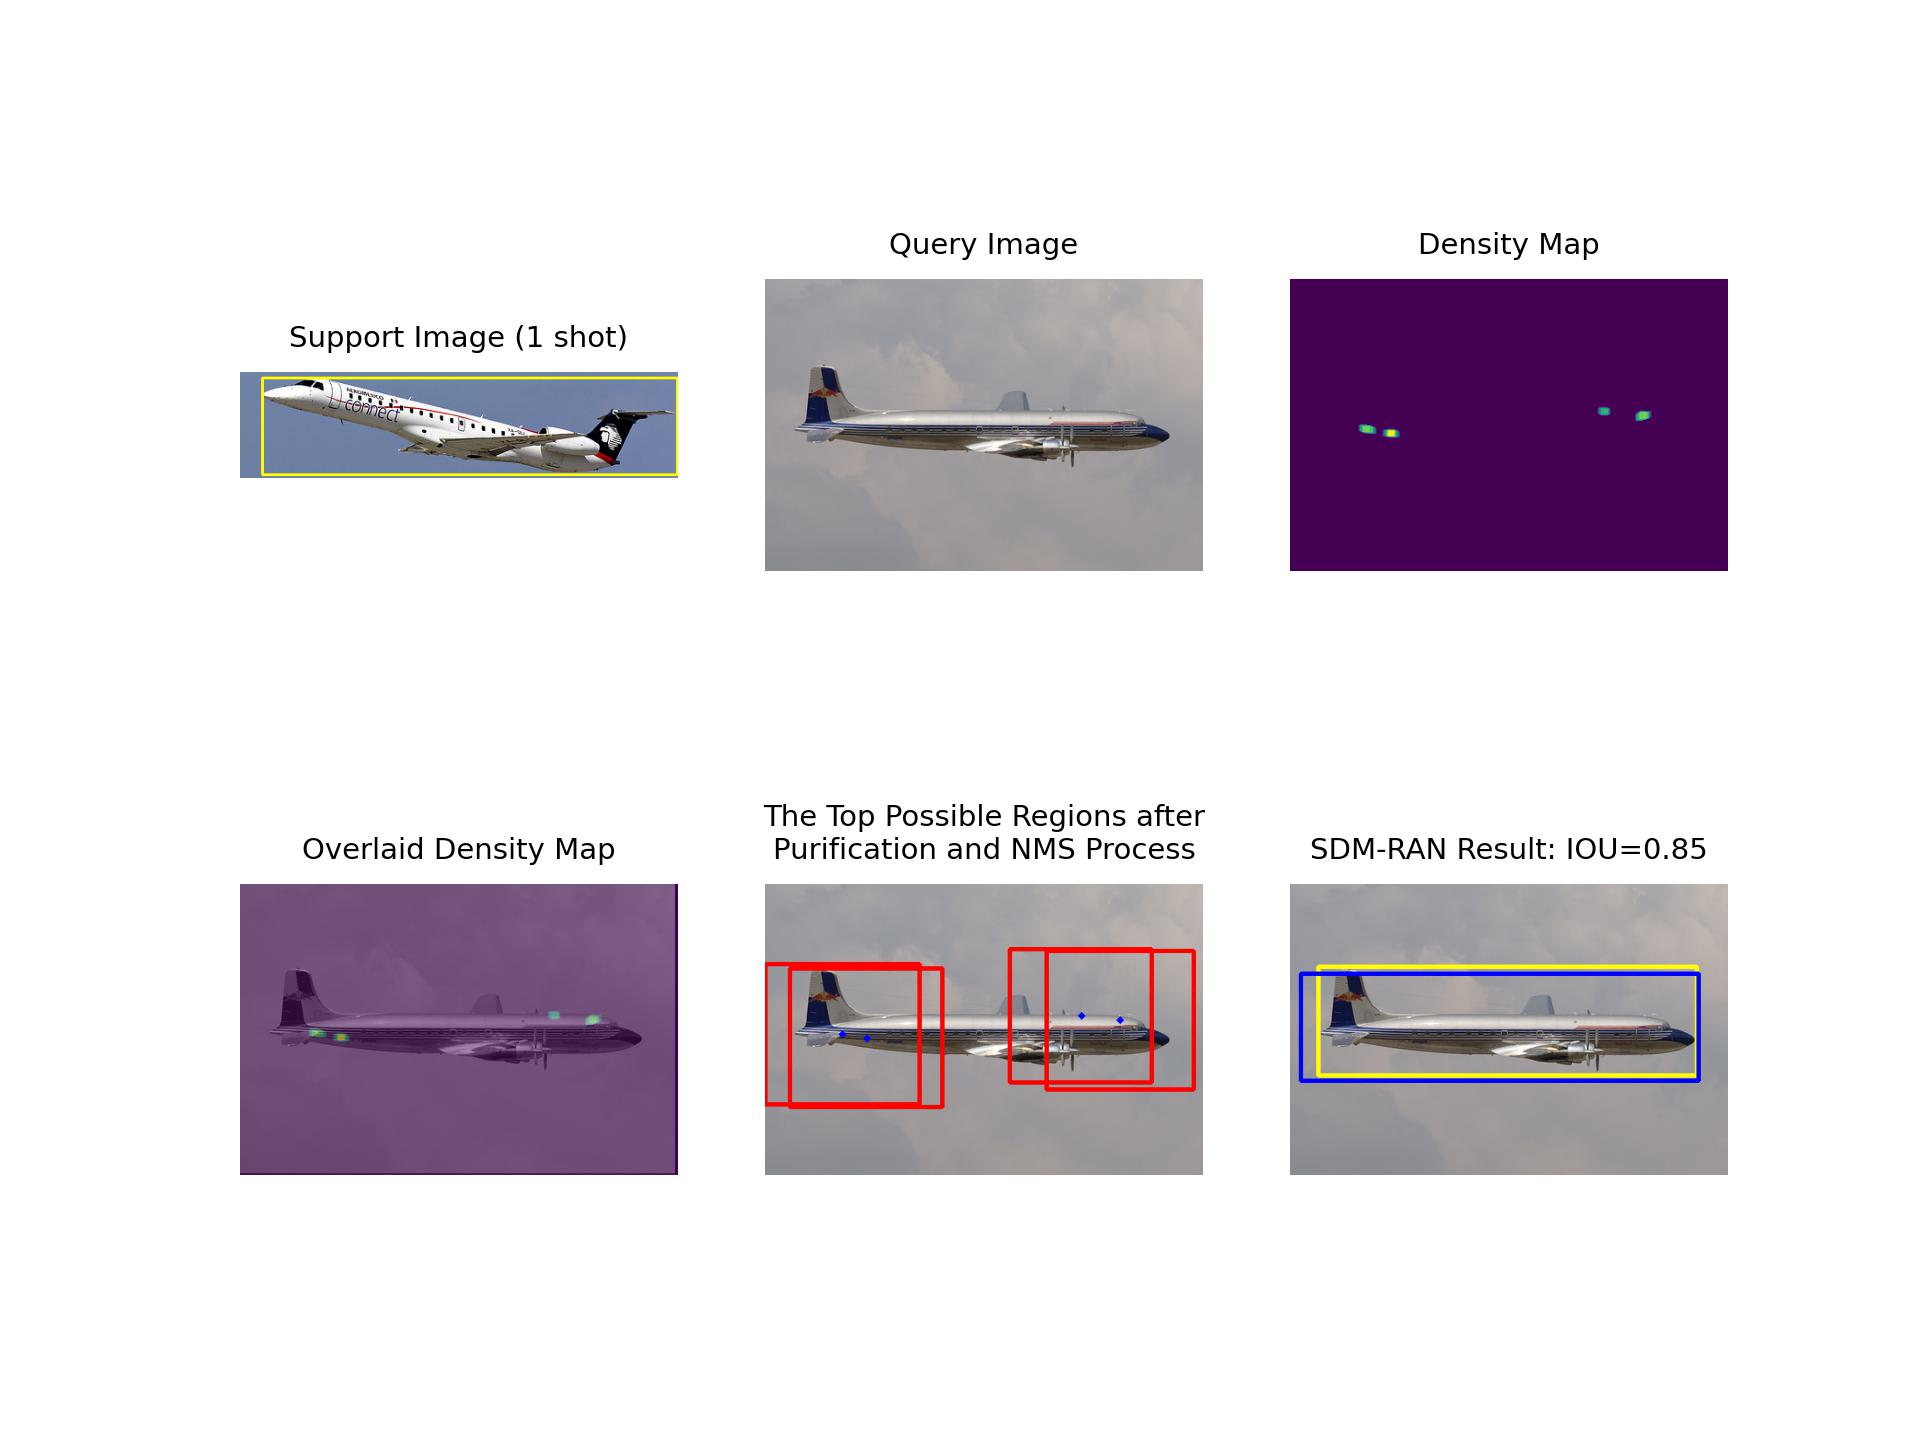 Support Image (1 shot)
Query Image
Density Map
AEROMEXICO
connect
Overlaid Density Map
The Top Possible Regions after
Purification and NMS Process
SDM-RAN Result: IOU=0.85